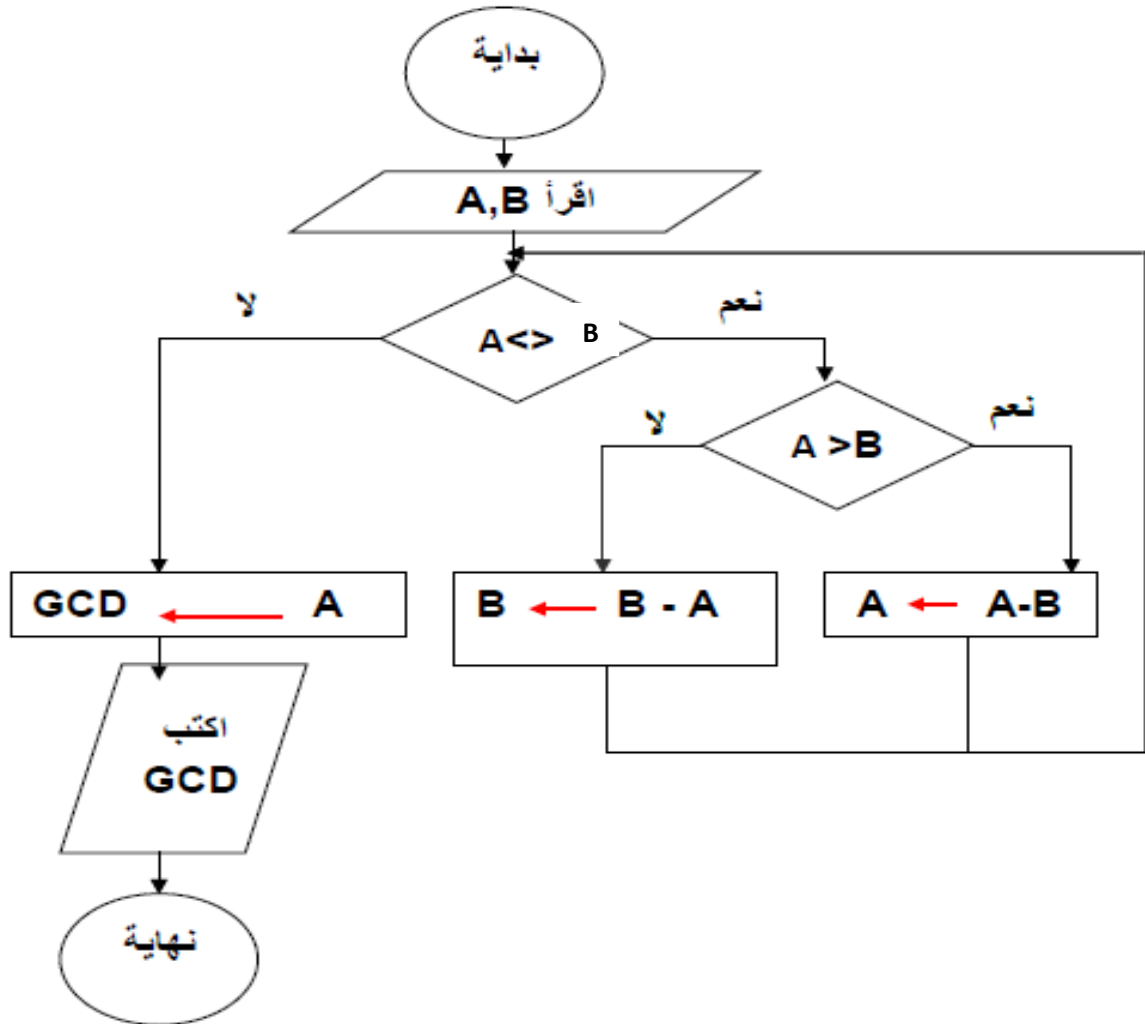 بداية
اقرأ A,B
A<> B
لا
نعم
A >B
لا
نعم
GCD ← A
B ← B - A
A ← A-B
اكتب
GCD
نهاية